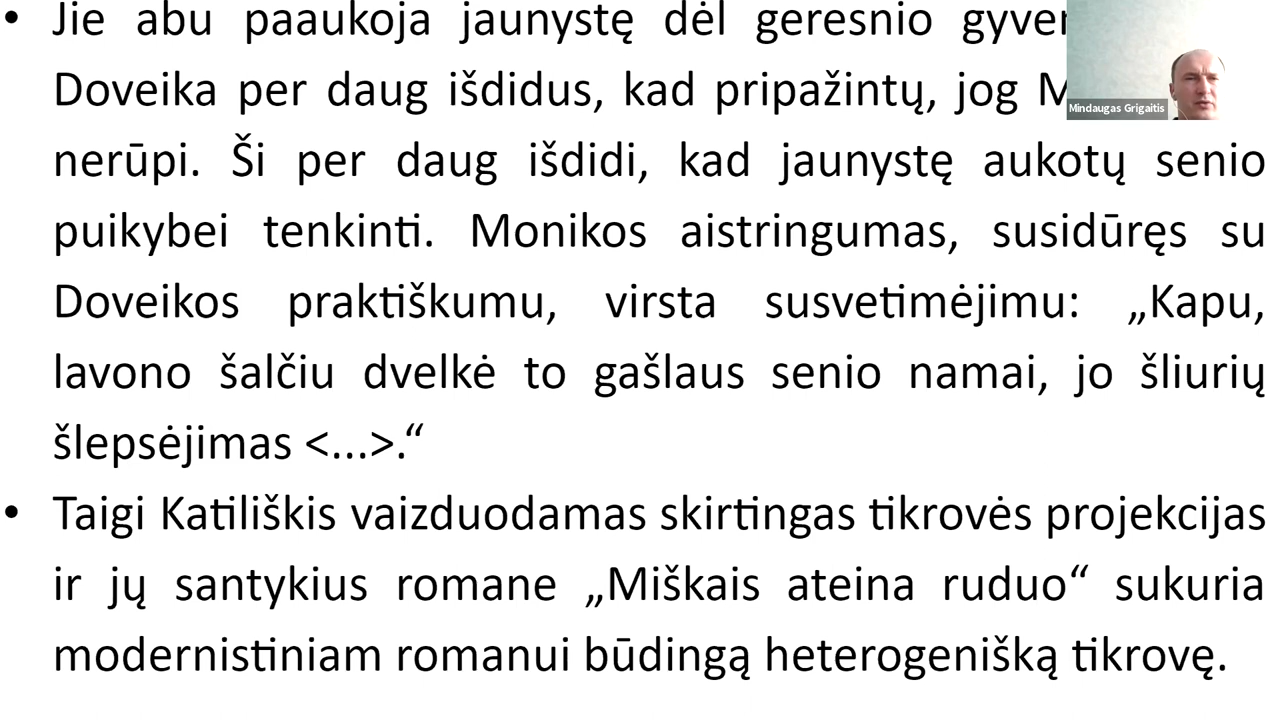 • Jie abu paaukoja jaunystę dėl geresnio
Doveika per daug išdidus, kad pripažintų, jog
Mindaugas Grigaitis
nerūpi. Ši per daug išdidi, kad jaunystę aukotų senio
puikybei tenkinti. Monikos aistringumas, susidūręs su
Doveikos praktiškumu, virsta susvetimėjimu: „Kapu,
lavono šalčiu dvelkė to gašlaus senio namai, jo šliurių
šlepsėjimas <...>.“
• Taigi Katiliškis vaizduodamas skirtingas tikrovės projekcijas
ir jų santykius romane „Miškais ateina ruduo“ sukuria
modernistiniam romanui būdingą heterogenišką tikrovę.